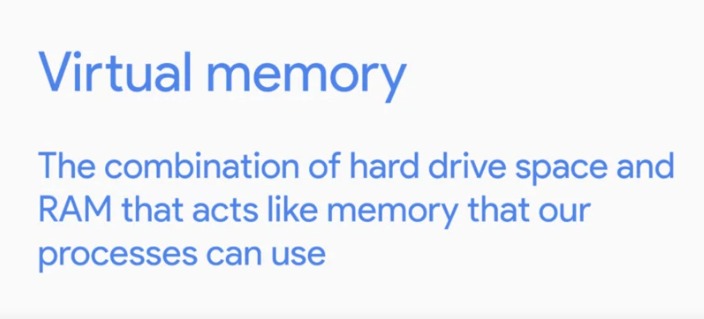 Virtual memory
The combination of hard drive space and
RAM that acts like memory that our
processes can use